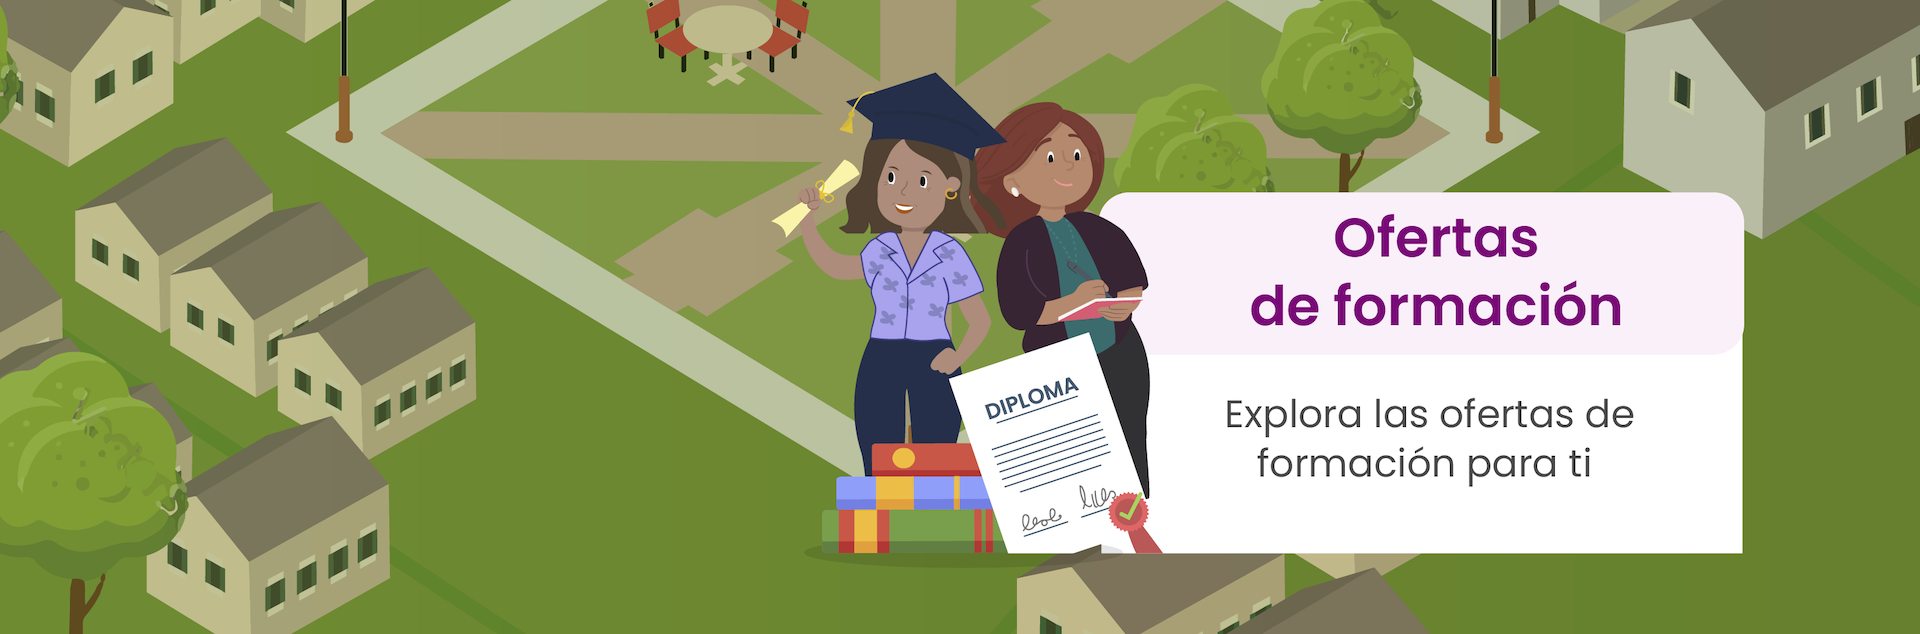 Ofertas
de formación
Explora las ofertas de
formación para ti
DIPLOMA